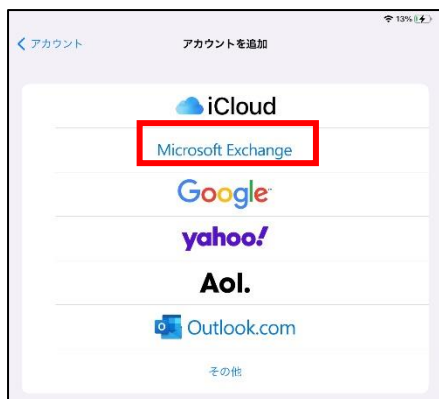 13%
アカウント アカウントを追加
iCloud
Microsoft Exchange
Google
yahoo!
Aol.
Outlook.com
その他